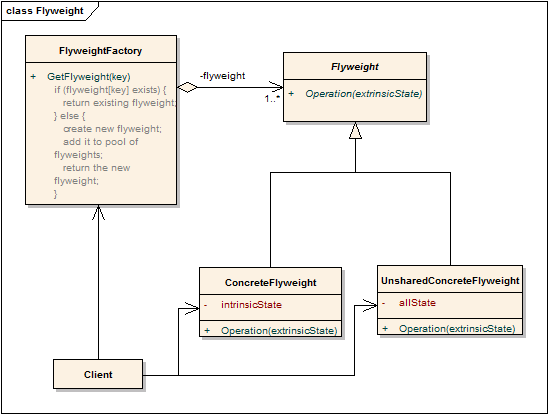 class Flyweight
FlyweightFactory
+ GetFlyweight(key)
if (flyweight[key] exists) {
return existing flyweight;
} else {
create new flyweight;
add it to pool of
flyweights;
return the new
flyweight;
}
-flyweight
1..*
Flyweight
+ Operation(extrinsicState)
ConcreteFlyweight
- intrinsicState
+ Operation(extrinsicState)
UnsharedConcreteFlyweight
- allState
+ Operation(extrinsicState)
Client